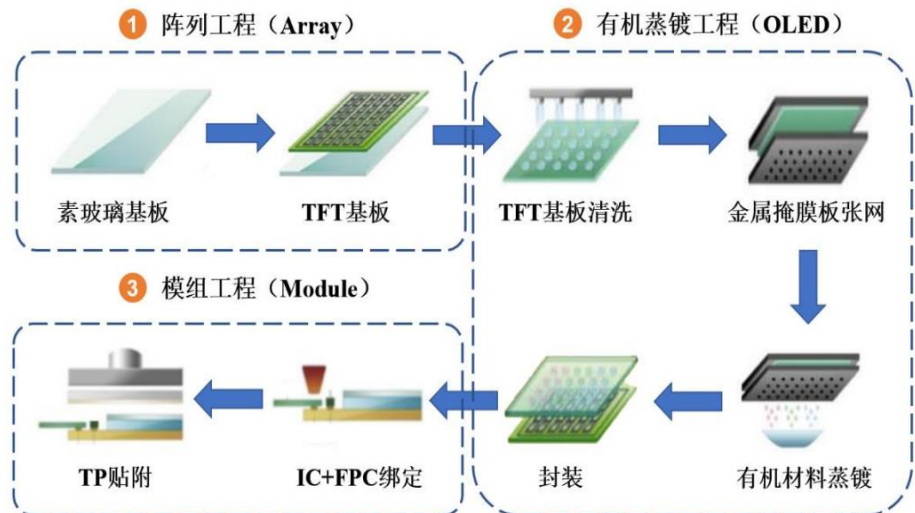 1 阵列工程（Array）
素玻璃基板
TFT基板
2 有机蒸镀工程（OLED）
TFT基板清洗
金属掩膜板张网
有机材料蒸镀
封装
3 模组工程（Module）
IC+FPC绑定
TP贴附